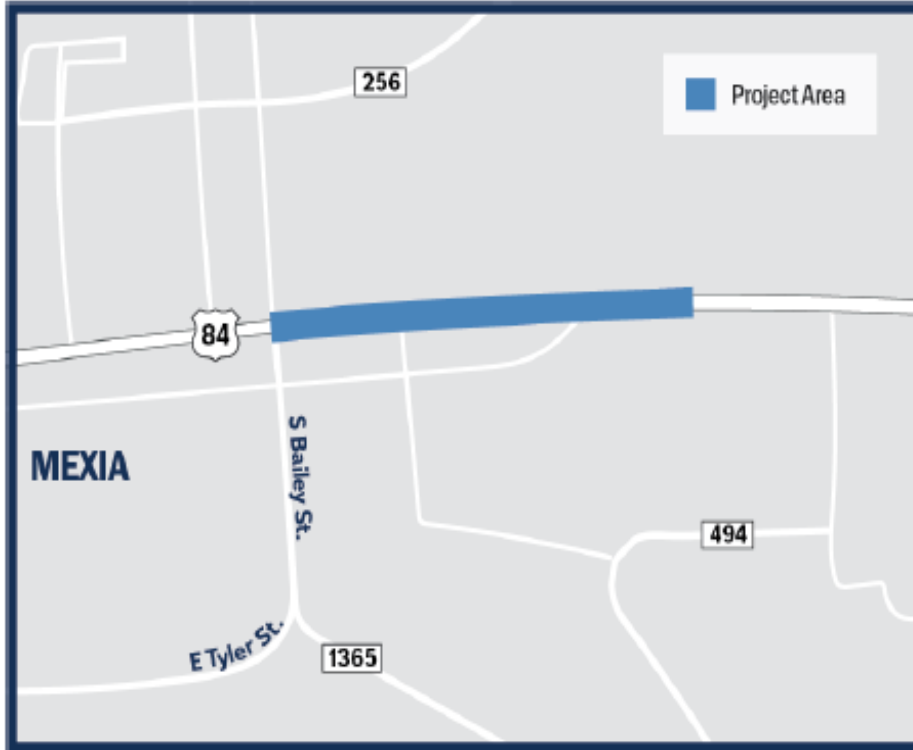 256
Project Area
84
S Bailey St.
MEXIA
494
E Tyler St.
1365